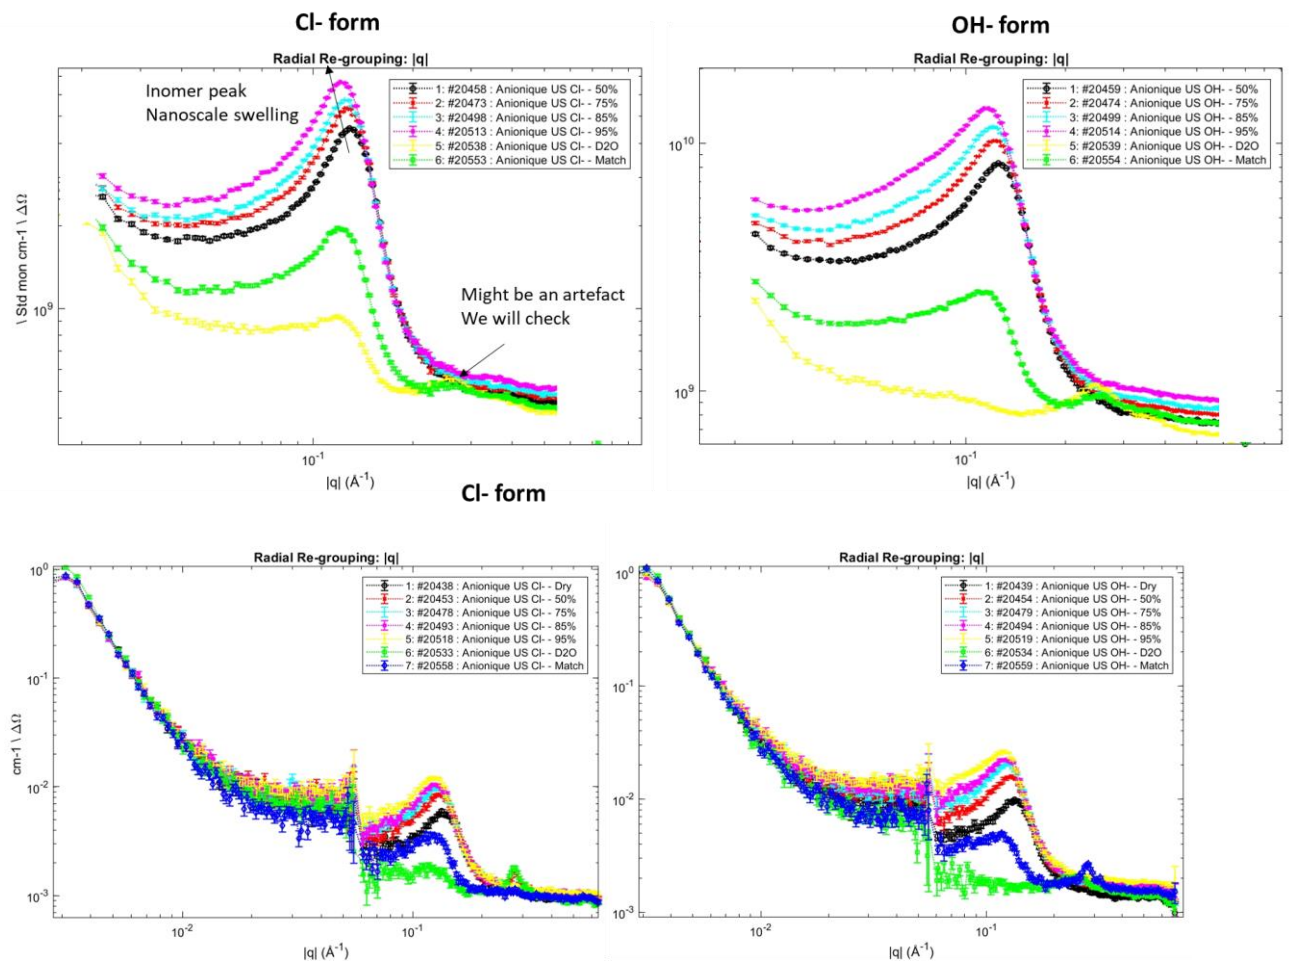 Cl- form
OH- form
Radial Re-grouping: |q|
Inomer peak
Nanoscale swelling
1: #20458 : Anionique US Cl- - 50%
2: #20473 : Anionique US Cl- - 75%
3: #20498 : Anionique US Cl- - 85%
4: #20513 : Anionique US Cl- - 95%
5: #20538 : Anionique US Cl- - D2O
6: #20553 : Anionique US Cl- - Match
Might be an artefact
We will check
\ Std mon cm-1 \ ΔΩ
10^9
10^-1
|q| (Å^-1)
Radial Re-grouping: |q|
1: #20459 : Anionique US OH- - 50%
2: #20474 : Anionique US OH- - 75%
3: #20499 : Anionique US OH- - 85%
4: #20514 : Anionique US OH- - 95%
5: #20539 : Anionique US OH- - D2O
6: #20554 : Anionique US OH- - Match
10^10
10^9
10^-1
|q| (Å^-1)
Cl- form
Radial Re-grouping: |q|
1: #20438 : Anionique US Cl- - Dry
2: #20453 : Anionique US Cl- - 50%
3: #20478 : Anionique US Cl- - 75%
4: #20493 : Anionique US Cl- - 85%
5: #20518 : Anionique US Cl- - 95%
6: #20533 : Anionique US Cl- - D2O
7: #20558 : Anionique US Cl- - Match
cm-1 \ ΔΩ
10^0
10^-1
10^-2
10^-3
10^-2
10^-1
|q| (Å^-1)
Radial Re-grouping: |q|
1: #20439 : Anionique US OH- - Dry
2: #20454 : Anionique US OH- - 50%
3: #20479 : Anionique US OH- - 75%
4: #20494 : Anionique US OH- - 85%
5: #20519 : Anionique US OH- - 95%
6: #20534 : Anionique US OH- - D2O
7: #20559 : Anionique US OH- - Match
10^0
10^-1
10^-2
10^-3
10^-2
10^-1
|q| (Å^-1)